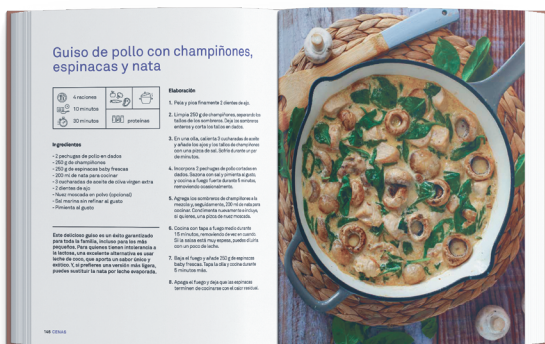 Guiso de pollo con champiñones,
espinacas y nata
4 raciones
10 minutos
30 minutos
proteínas
Ingredientes
• 2 pechugas de pollo en dados
• 250 g de champiñones
• 250 g de espinacas baby frescas
• 200 ml de nata para cocinar
• 3 cucharadas de aceite de oliva virgen extra
• 2 dientes de ajo
• Nuez moscada en polvo (opcional)
• Sal marina sin refinar al gusto
• Pimienta al gusto
Este delicioso guiso es un éxito garantizado
para toda la familia, incluso para los más
pequeños. Para quienes tienen intolerancia a
la lactosa, una excelente alternativa es usar
leche de coco, que aporta un sabor único y
exótico. Y, si prefieres una versión más ligera,
puedes sustituir la nata por leche evaporada.
146 CENAS
Elaboración
1. Pela y pica finamente 2 dientes de ajo.
2. Limpia 250 g de champiñones, separando los
tallos de los sombreros. Deja los sombreros
enteros y corta los tallos en dados.
3. En una olla, calienta 3 cucharadas de aceite
y añade los ajos y los tallos de champiñones
con una pizca de sal. Sofríe durante un par
de minutos.
4. Incorpora 2 pechugas de pollo cortadas en
dados. Sazona con sal y pimienta al gusto,
y cocina a fuego fuerte durante 5 minutos,
removiendo ocasionalmente.
5. Agrega los sombreros de champiñones a la
mezcla y, seguidamente, 200 ml de nata para
cocinar. Condimenta nuevamente e incluye,
si quieres, una pizca de nuez moscada.
6. Cocina con tapa a fuego medio durante
15 minutos, removiendo de vez en cuando.
Si la salsa está muy espesa, puedes diluirla
con un poco de leche.
7. Baja el fuego y añade 250 g de espinacas
baby frescas. Tapa la olla y cocina durante
5 minutos más.
8. Apaga el fuego y deja que las espinacas
terminen de cocinarse con el calor residual.